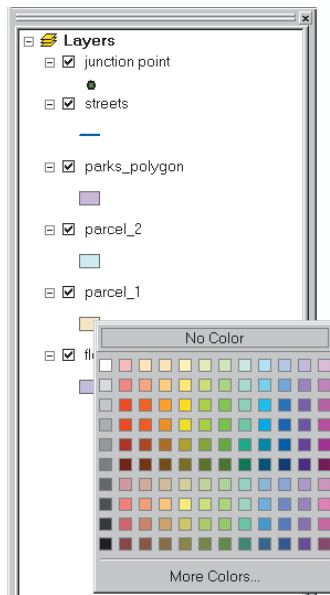 Layers
junction point
streets
parks_polygon
parcel_2
parcel_1
No Color
More Colors...